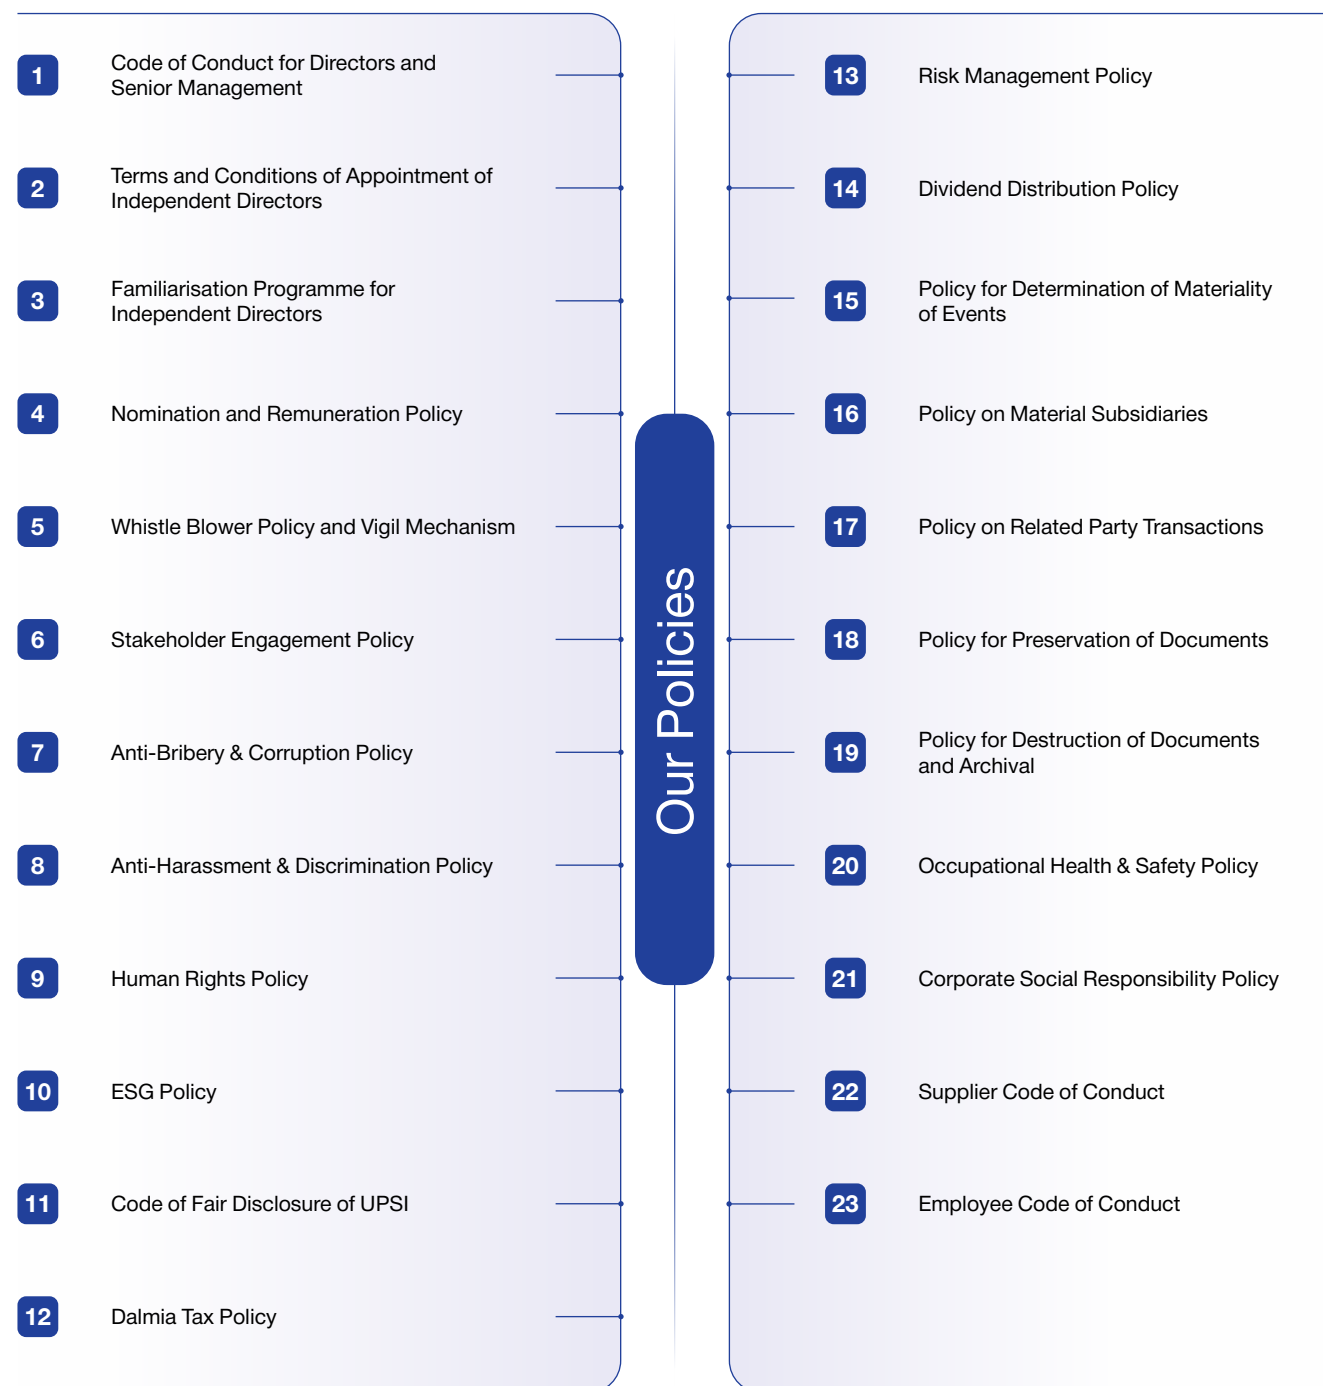 1
Code of Conduct for Directors and
Senior Management
2
Terms and Conditions of Appointment of
Independent Directors
3
Familiarisation Programme for
Independent Directors
4
Nomination and Remuneration Policy
5
Whistle Blower Policy and Vigil Mechanism
6
Stakeholder Engagement Policy
7
Anti-Bribery & Corruption Policy
8
Anti-Harassment & Discrimination Policy
9
Human Rights Policy
10
ESG Policy
11
Code of Fair Disclosure of UPSI
12
Dalmia Tax Policy
Our Policies
13
Risk Management Policy
14
Dividend Distribution Policy
15
Policy for Determination of Materiality
of Events
16
Policy on Material Subsidiaries
17
Policy on Related Party Transactions
18
Policy for Preservation of Documents
19
Policy for Destruction of Documents
and Archival
20
Occupational Health & Safety Policy
21
Corporate Social Responsibility Policy
22
Supplier Code of Conduct
23
Employee Code of Conduct